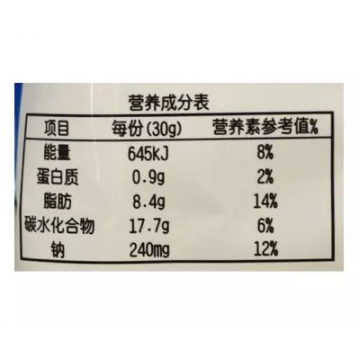 营养成分表
项目 每份(30g) 营养素参考值%
能量 645kJ 8%
蛋白质 0.9g 2%
脂肪 8.4g 14%
碳水化合物 17.7g 6%
钠 240mg 12%